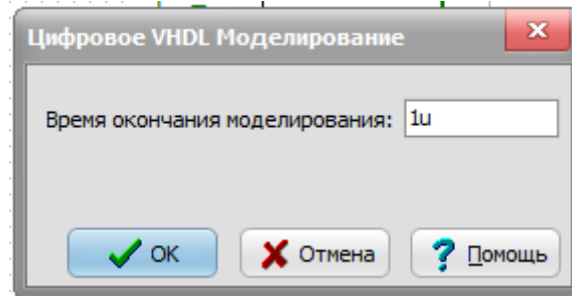 Цифровое VHDL Моделирование
Время окончания моделирования: 1u
OK Отмена Помощь